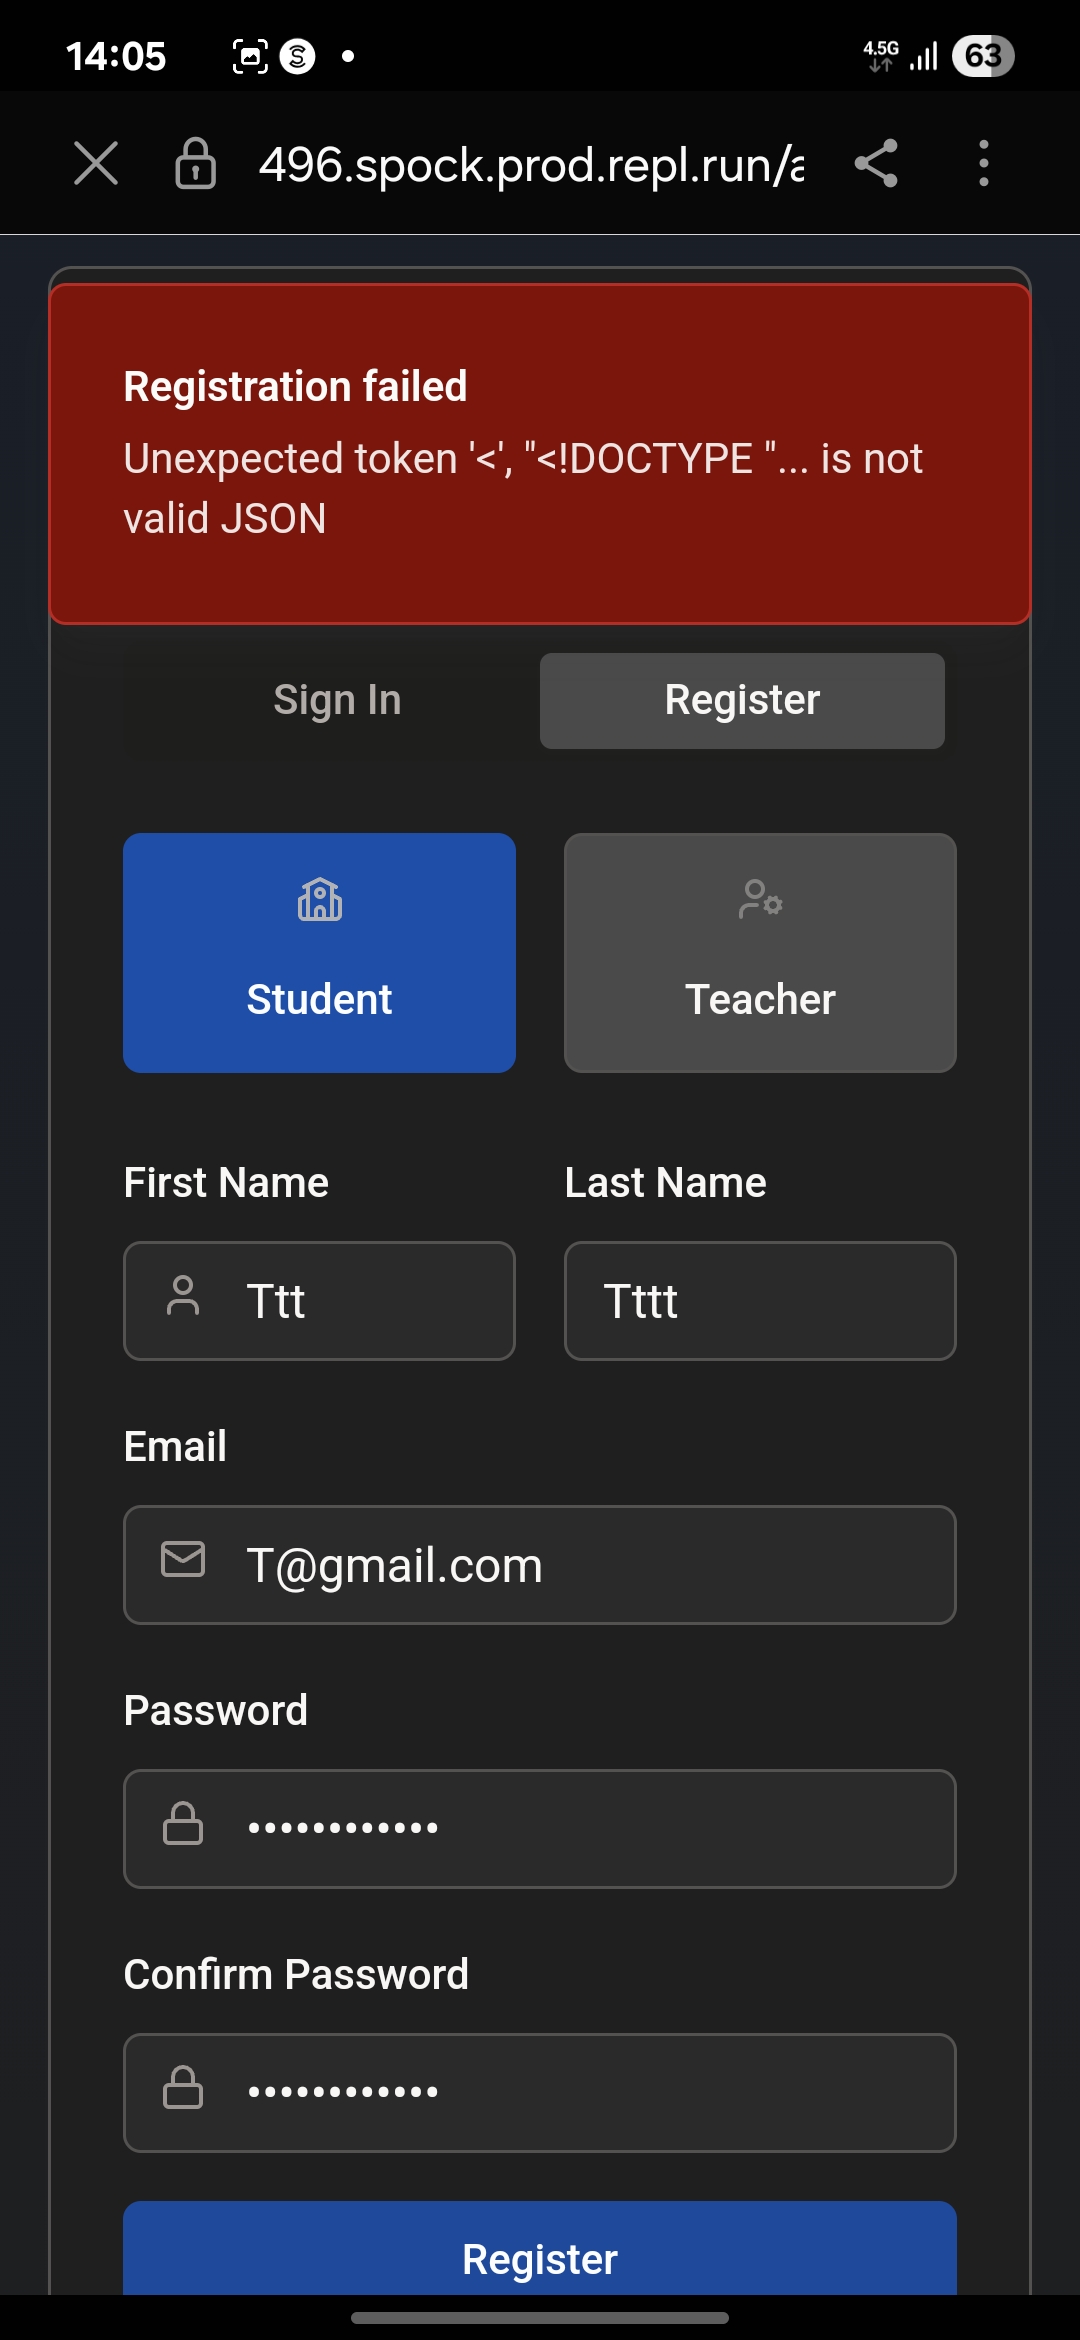 14:05
4.5G
63
496.spock.prod.repl.run/a
Registration failed
Unexpected token '<', "<!DOCTYPE "... is not
valid JSON
Sign In
Register
Student
Teacher
First Name
Last Name
Ttt
Tttt
Email
T@gmail.com
Password
••••••••••••
Confirm Password
••••••••••••
Register